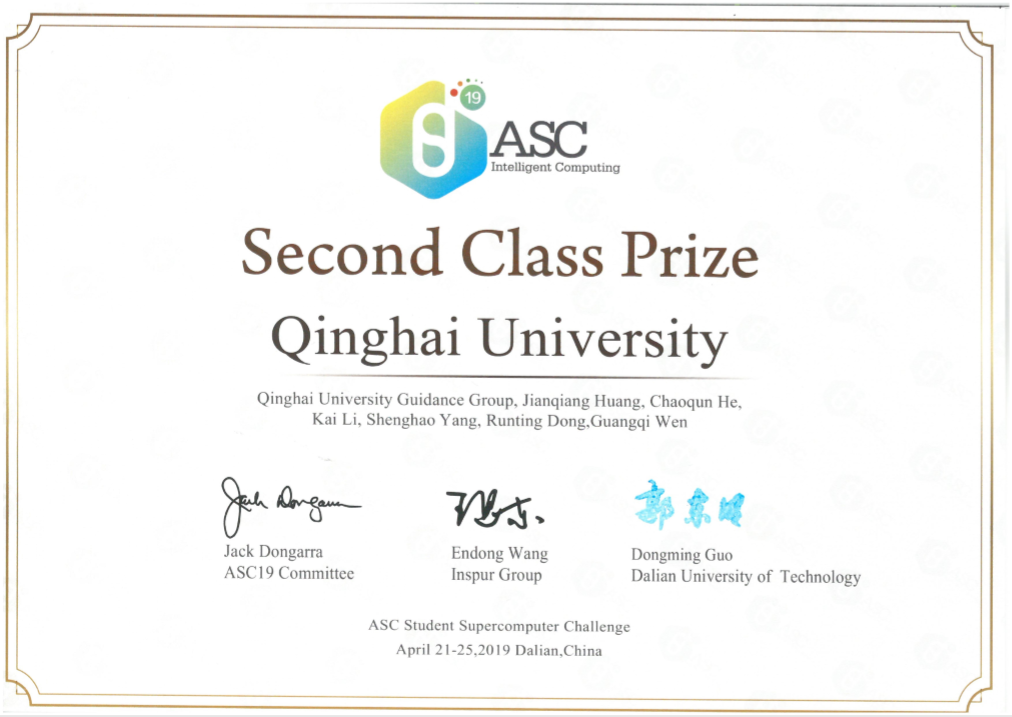 19
ASC
Intelligent Computing
Second Class Prize
Qinghai University
Qinghai University Guidance Group, Jianqiang Huang, Chaoqun He,
Kai Li, Shenghao Yang, Runting Dong,Guangqi Wen
Jack Dongarra
郭东明
Jack Dongarra
ASC19 Committee
Endong Wang
Inspur Group
Dongming Guo
Dalian University of Technology
ASC Student Supercomputer Challenge
April 21-25,2019 Dalian,China